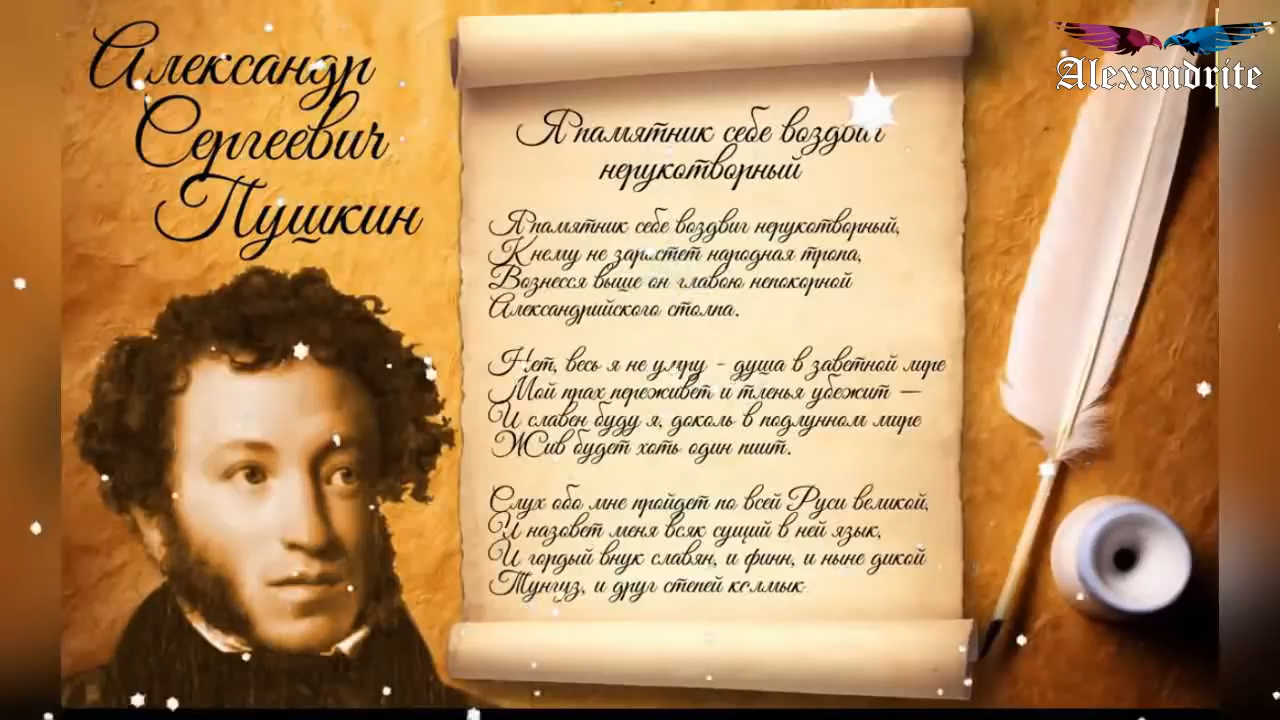 Александр
Сергеевич
Пушкин
Alexandrite
Я памятник себе воздвиг
нерукотворный
Я памятник себе воздвиг нерукотворный,
К нему не зарастет народная тропа,
Вознесся выше он главою непокорной
Александрийского столпа.
Нет, весь я не умру - душа в заветной лире
Мой прах переживет и тленья убежит —
И славен буду я, доколь в подлунном мире
Жив будет хоть один пиит.
Слух обо мне пройдет по всей Руси великой,
И назовет меня всяк сущий в ней язык,
И гордый внук славян, и финн, и ныне дикой
Тунгуз, и друг степей калмык